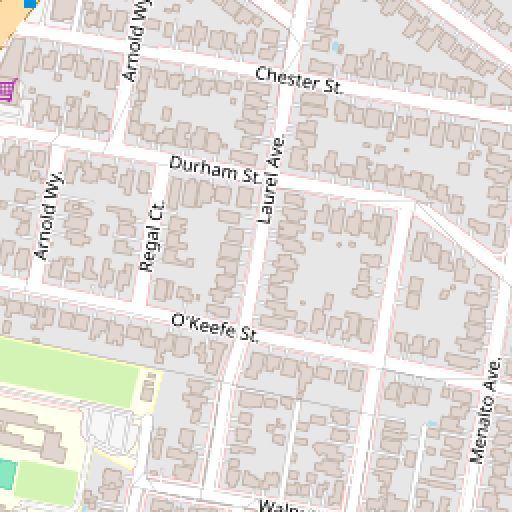 Arnold Wy
Chester St.
Durham St.
Laurel Ave.
Arnold Wy.
Regal Ct.
O'Keefe St.
Menalto Ave.